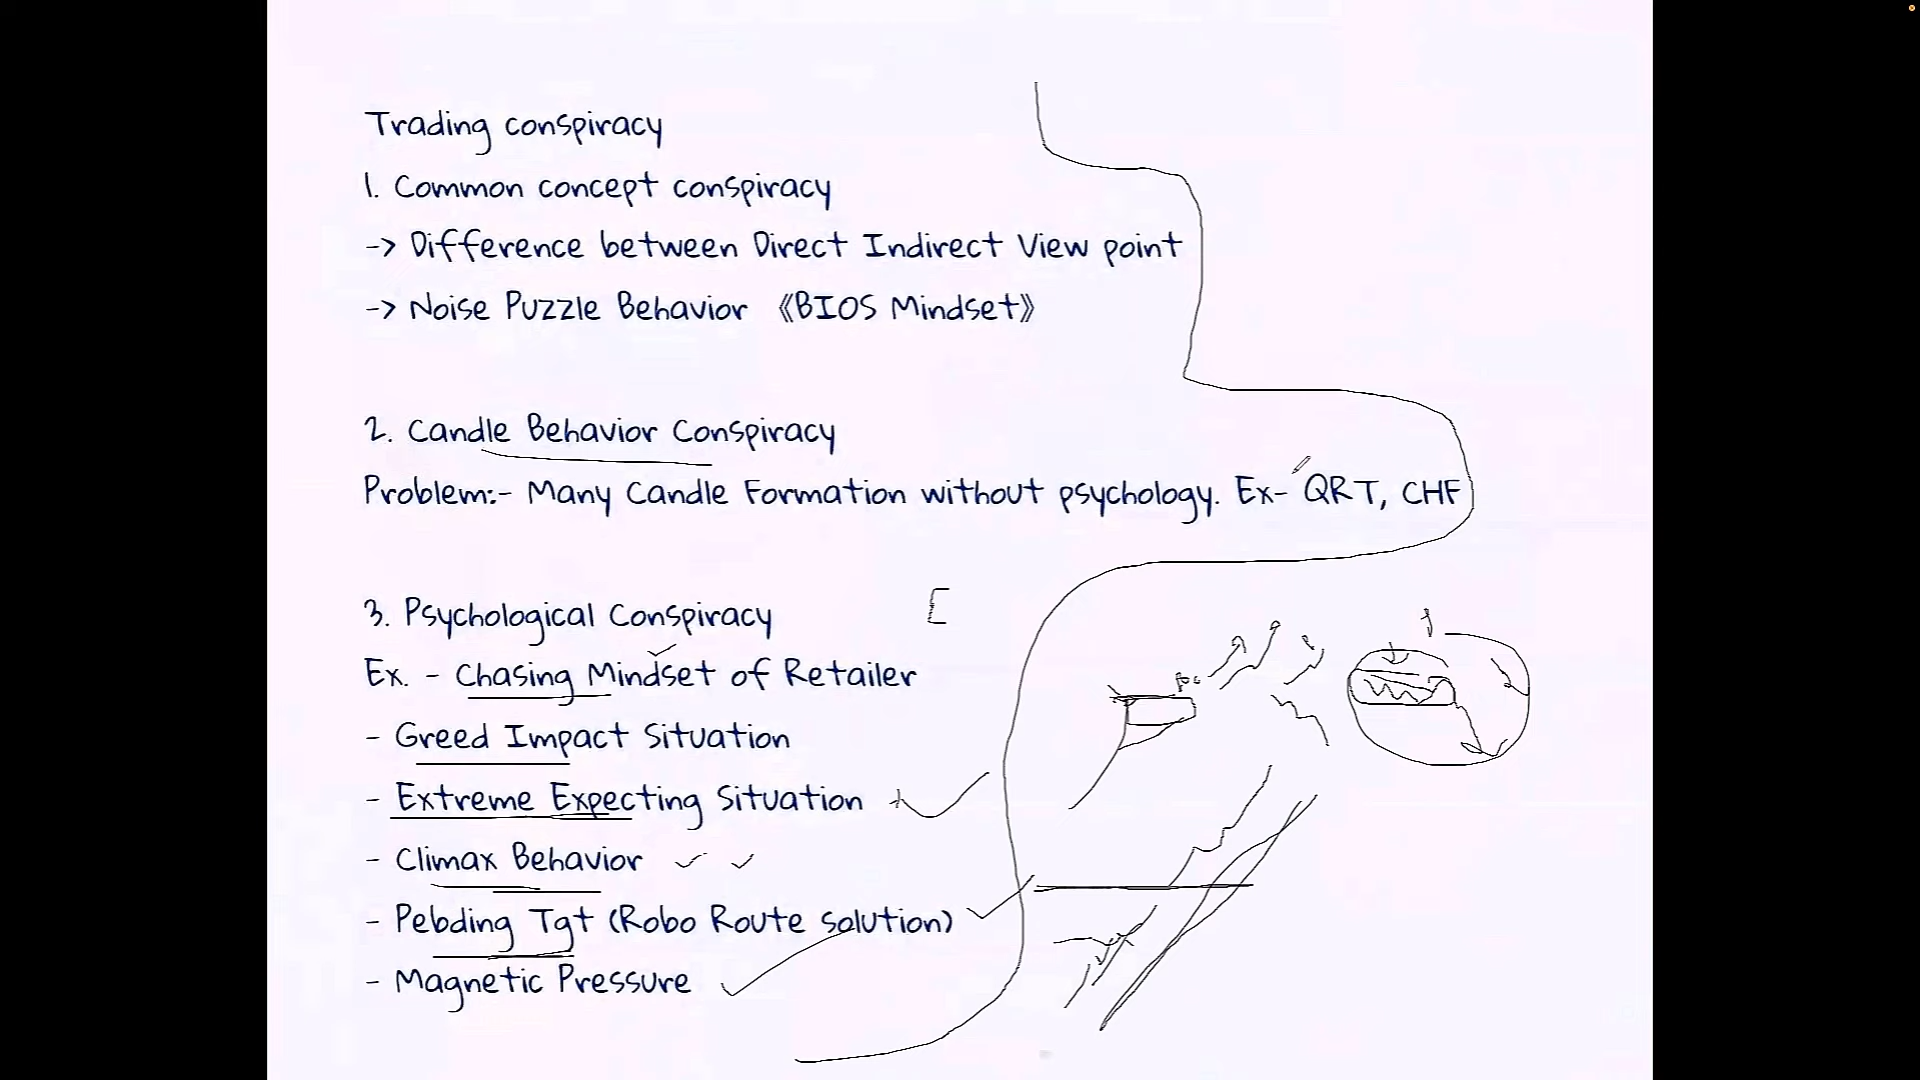 Trading conspiracy
1. Common concept conspiracy
-> Difference between Direct Indirect View point
-> Noise Puzzle Behavior 《BIOS Mindset》
2. Candle Behavior Conspiracy
Problem:- Many Candle Formation without psychology. Ex- QRT, CHF
3. Psychological Conspiracy
Ex. - Chasing Mindset of Retailer
- Greed Impact Situation
- Extreme Expecting Situation
- Climax Behavior
- Pebding Tgt (Robo Route solution)
- Magnetic Pressure